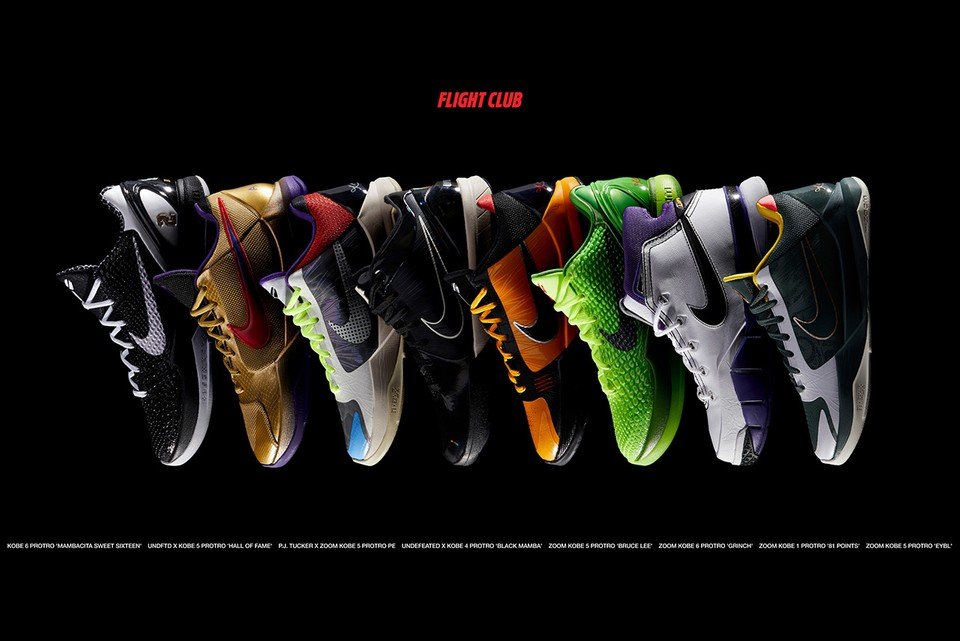 FLIGHT CLUB
KOBE 6 PROTRO 'MAMBACITA SWEET SIXTEEN' UNDFTD X KOBE 5 PROTRO 'HALL OF FAME' P.J. TUCKER X ZOOM KOBE 5 PROTRO PE UNDEFEATED X KOBE 4 PROTRO 'BLACK MAMBA' ZOOM KOBE 5 PROTRO 'BRUCE LEE' ZOOM KOBE 6 PROTRO 'GRINCH' ZOOM KOBE 1 PROTRO '81 POINTS' ZOOM KOBE 5 PROTRO 'EYBL'